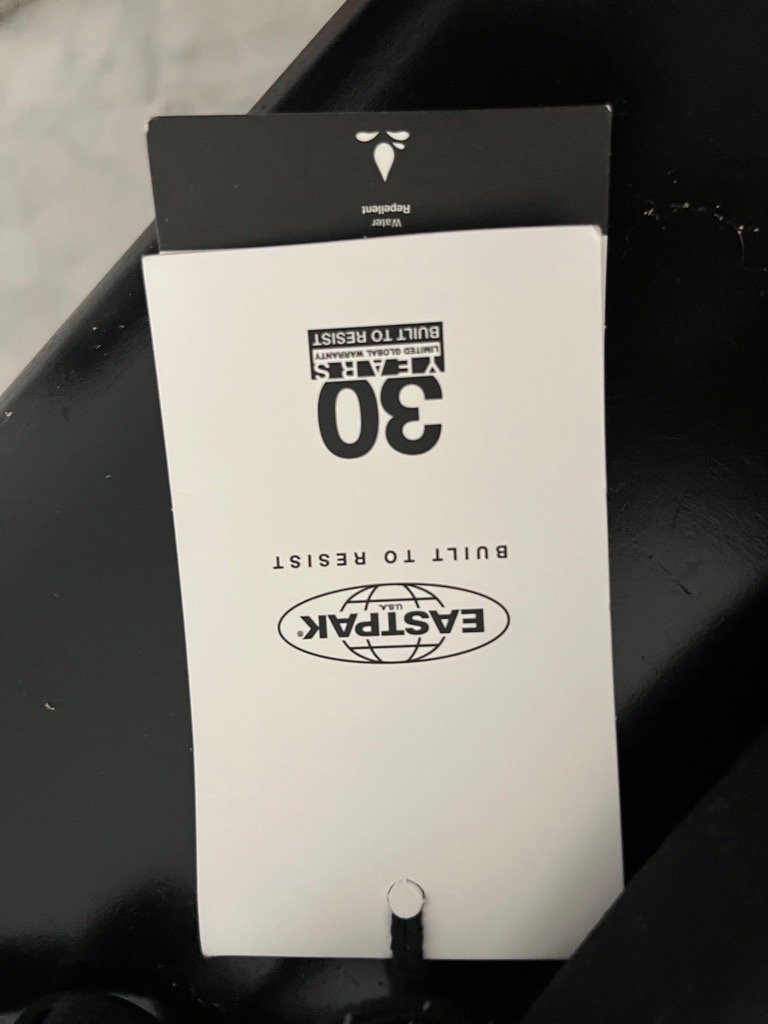 EASTPAK®
U.S.A.
BUILT TO RESIST
30
YEARS
LIMITED GLOBAL WARRANTY
BUILT TO RESIST
Water
Repellent